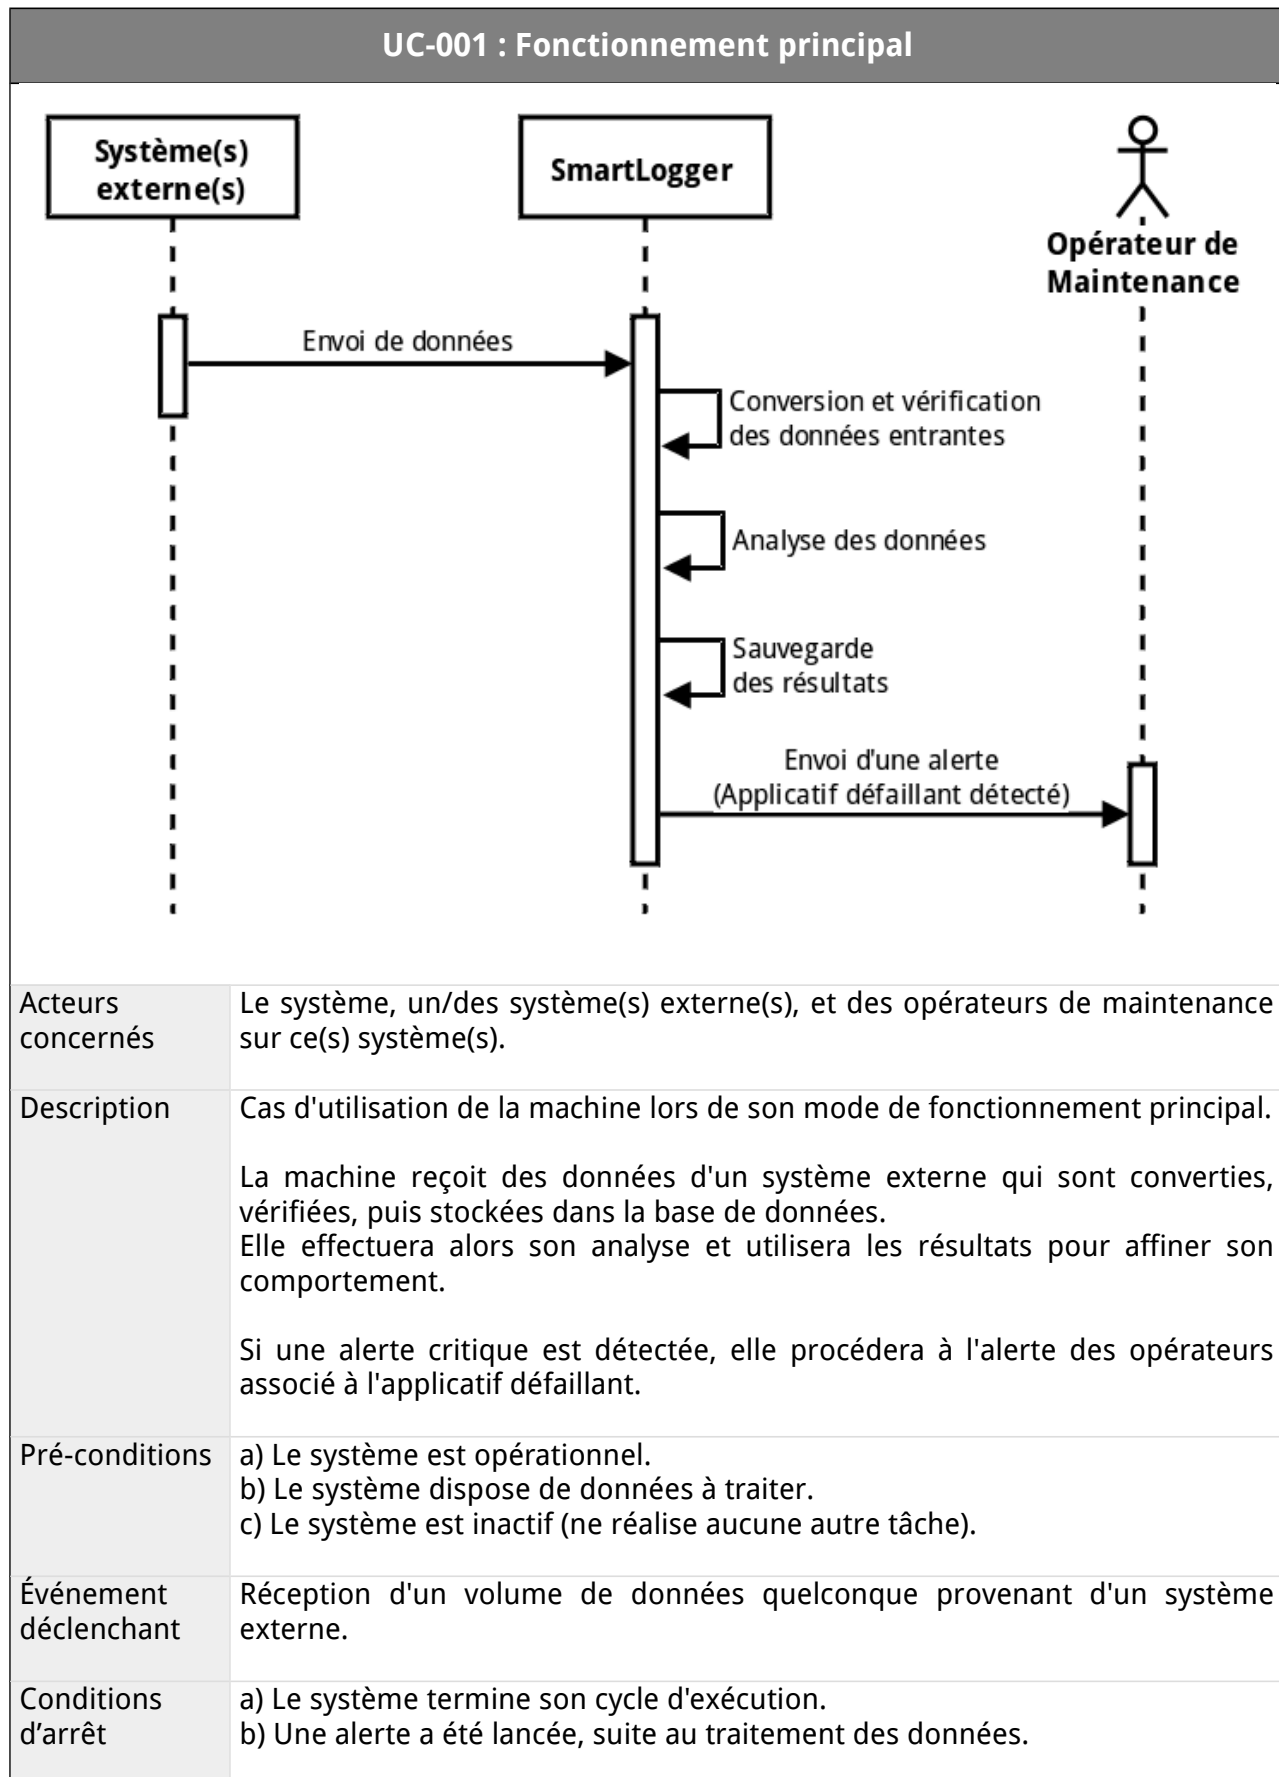 UC-001 : Fonctionnement principal
Système(s)
externe(s)
SmartLogger
Opérateur de
Maintenance
Envoi de données
Conversion et vérification
des données entrantes
Analyse des données
Sauvegarde
des résultats
Envoi d'une alerte
(Applicatif défaillant détecté)
Acteurs
concernés
Le système, un/des système(s) externe(s), et des opérateurs de maintenance
sur ce(s) système(s).
Description
Cas d'utilisation de la machine lors de son mode de fonctionnement principal.
La machine reçoit des données d'un système externe qui sont converties,
vérifiées, puis stockées dans la base de données.
Elle effectuera alors son analyse et utilisera les résultats pour affiner son
comportement.
Si une alerte critique est détectée, elle procédera à l'alerte des opérateurs
associé à l'applicatif défaillant.
Pré-conditions
a) Le système est opérationnel.
b) Le système dispose de données à traiter.
c) Le système est inactif (ne réalise aucune autre tâche).
Événement
déclenchant
Réception d'un volume de données quelconque provenant d'un système
externe.
Conditions
d’arrêt
a) Le système termine son cycle d'exécution.
b) Une alerte a été lancée, suite au traitement des données.